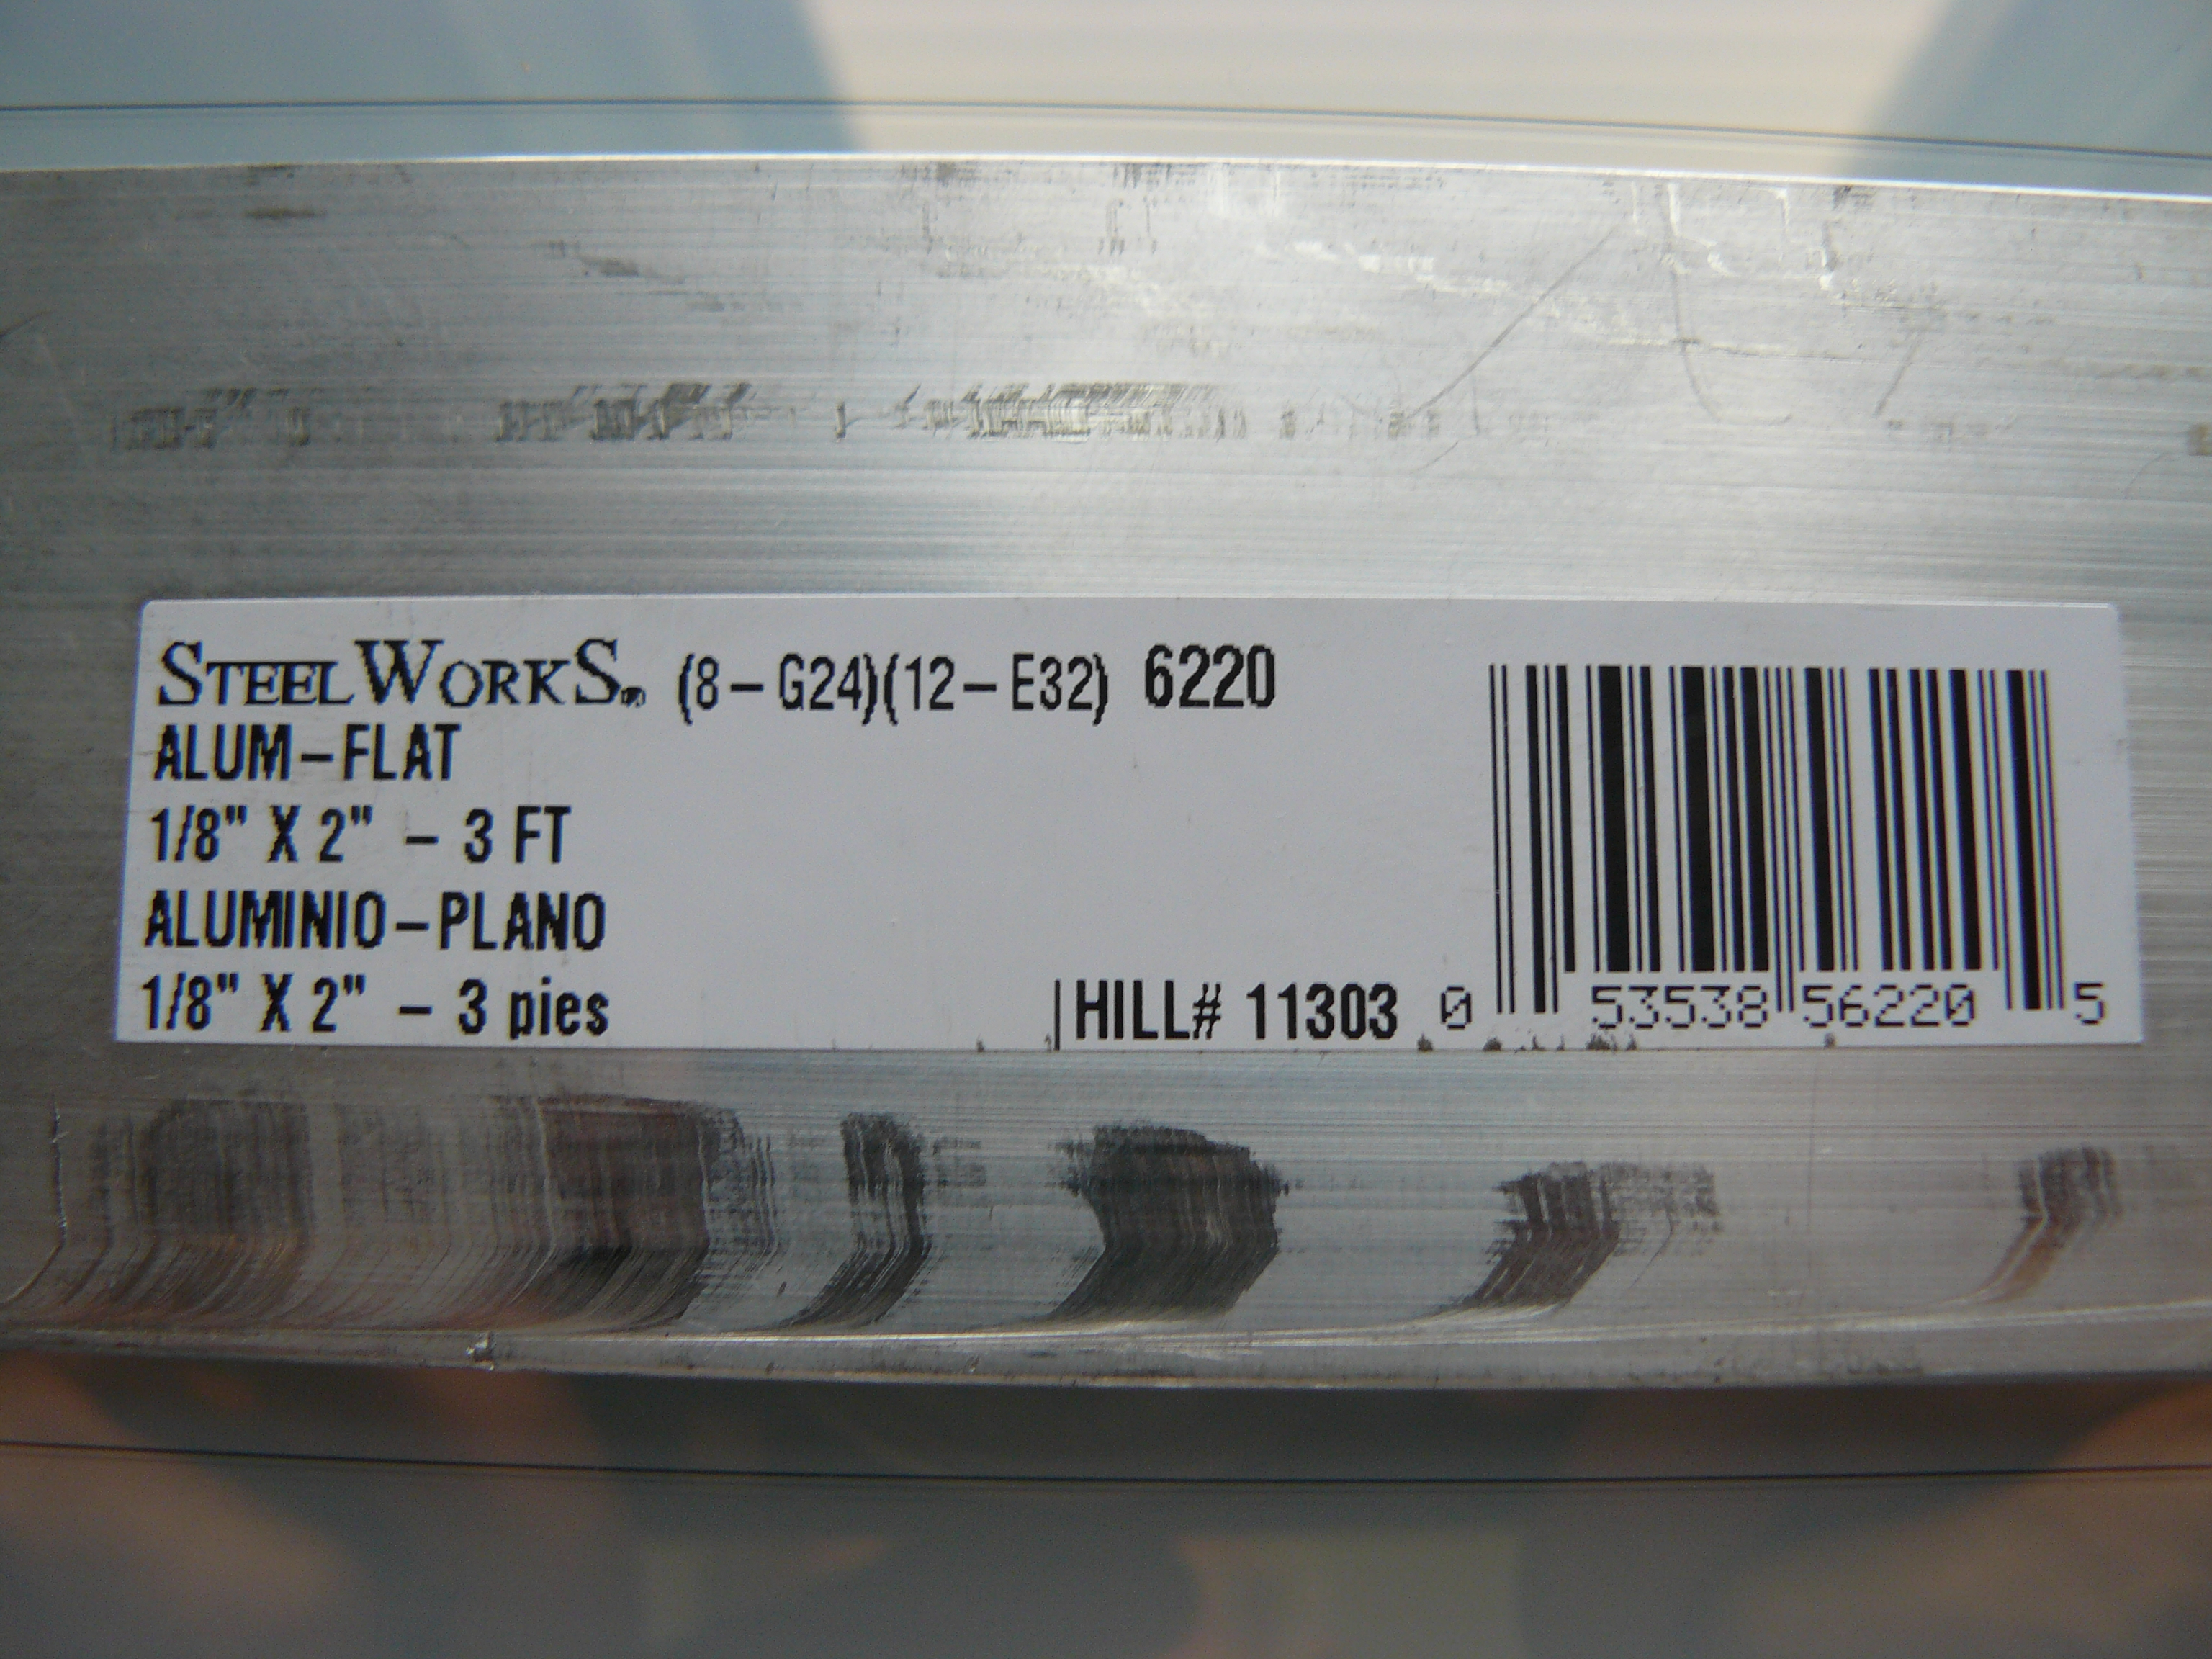 STEELWORKS® (8-G24)(12-E32) 6220
ALUM-FLAT
1/8" X 2" - 3 FT
ALUMINIO-PLANO
1/8" X 2" - 3 pies
HILL# 11303
0 53538 56220 5